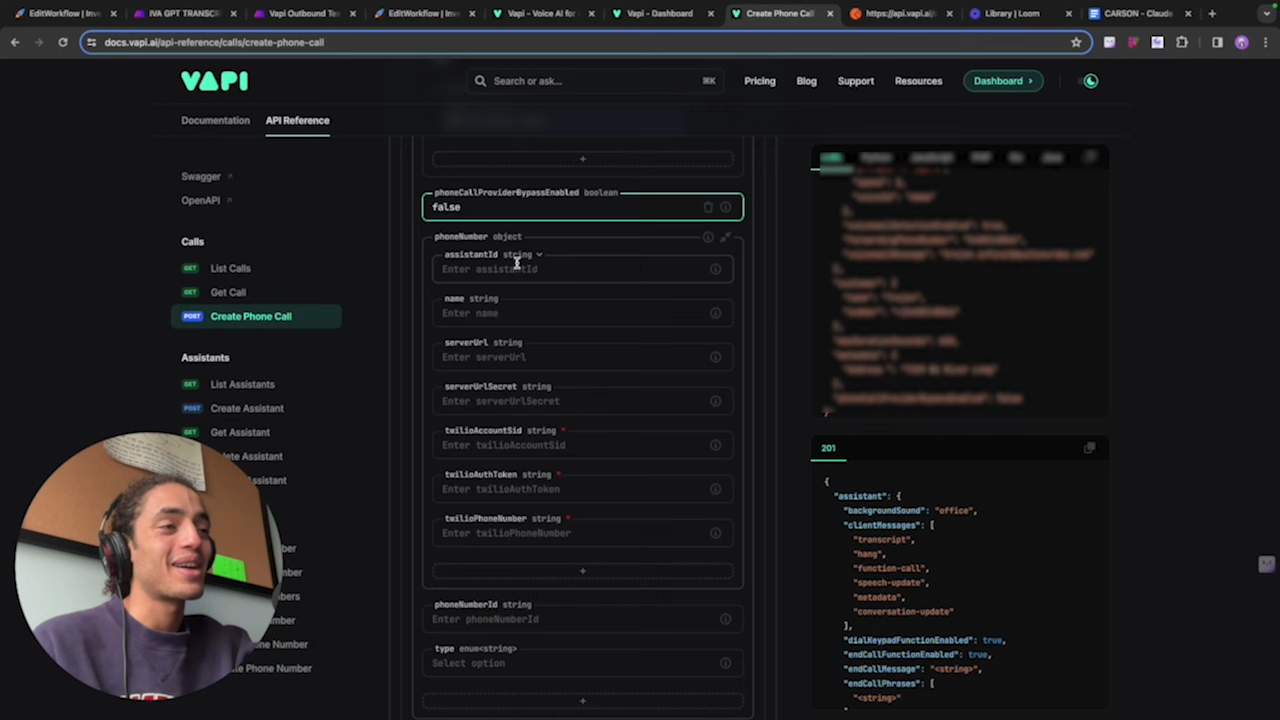 EditWorkflow | Inv
IVA GPT TRANSCR
Vapi Outbound Te
EditWorkflow | Inv
Vapi - Voice AI for
Vapi - Dashboard
Create Phone Call
https://api.vapi.ai/
Library | Loom
CARSON - Claude
docs.vapi.ai/api-reference/calls/create-phone-call
VAPI
Search or ask...
⌘K
Pricing
Blog
Support
Resources
Dashboard ›
Documentation
API Reference
Swagger
OpenAPI
Calls
GET List Calls
GET Get Call
POST Create Phone Call
Assistants
GET List Assistants
POST Create Assistant
GET Get Assistant
Assistant
sistant
Number
phoneCallProviderBypassEnabled boolean
false
phoneNumber object
assistantId string
Enter assistantId
name string
Enter name
serverUrl string
Enter serverUrl
serverUrlSecret string
Enter serverUrlSecret
twilioAccountSid string *
Enter twilioAccountSid
twilioAuthToken string *
Enter twilioAuthToken
twilioPhoneNumber string *
Enter twilioPhoneNumber
+
phoneNumberId string
Enter phoneNumberId
type enum<string>
Select option
+
201
{
"assistant": {
"backgroundSound": "office",
"clientMessages": [
"transcript",
"hang",
"function-call",
"speech-update",
"metadata",
"conversation-update"
],
"dialKeypadFunctionEnabled": true,
"endCallFunctionEnabled": true,
"endCallMessage": "<string>",
"endCallPhrases": [
"<string>"